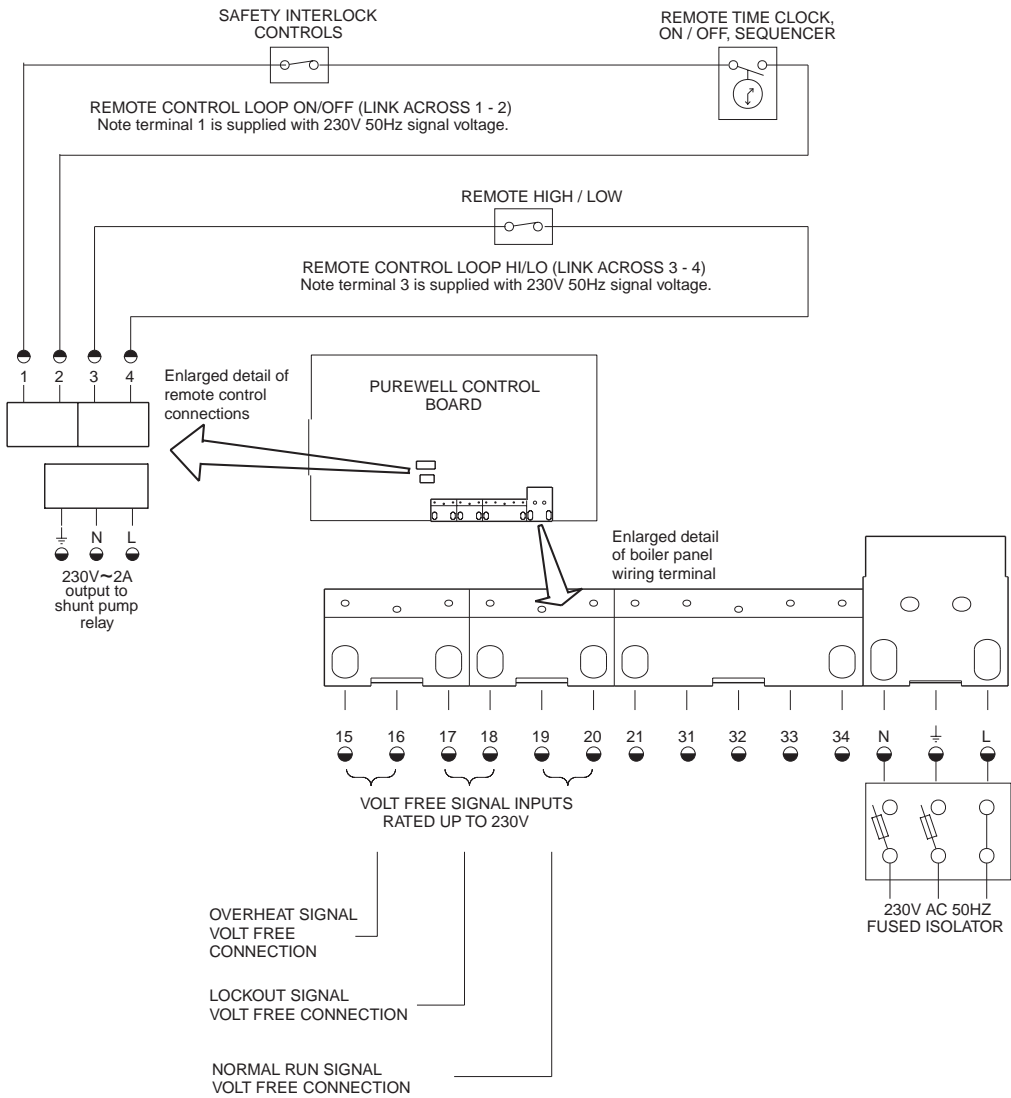 SAFETY INTERLOCK
CONTROLS
REMOTE TIME CLOCK,
ON / OFF, SEQUENCER
REMOTE CONTROL LOOP ON/OFF (LINK ACROSS 1 - 2)
Note terminal 1 is supplied with 230V 50Hz signal voltage.
REMOTE HIGH / LOW
REMOTE CONTROL LOOP HI/LO (LINK ACROSS 3 - 4)
Note terminal 3 is supplied with 230V 50Hz signal voltage.
1 2 3 4
Enlarged detail of
remote control
connections
PUREWELL CONTROL
BOARD
N L
230V~2A
output to
shunt pump
relay
Enlarged detail
of boiler panel
wiring terminal
15 16 17 18 19 20 21 31 32 33 34 N L
VOLT FREE SIGNAL INPUTS
RATED UP TO 230V
230V AC 50HZ
FUSED ISOLATOR
OVERHEAT SIGNAL
VOLT FREE
CONNECTION
LOCKOUT SIGNAL
VOLT FREE CONNECTION
NORMAL RUN SIGNAL
VOLT FREE CONNECTION